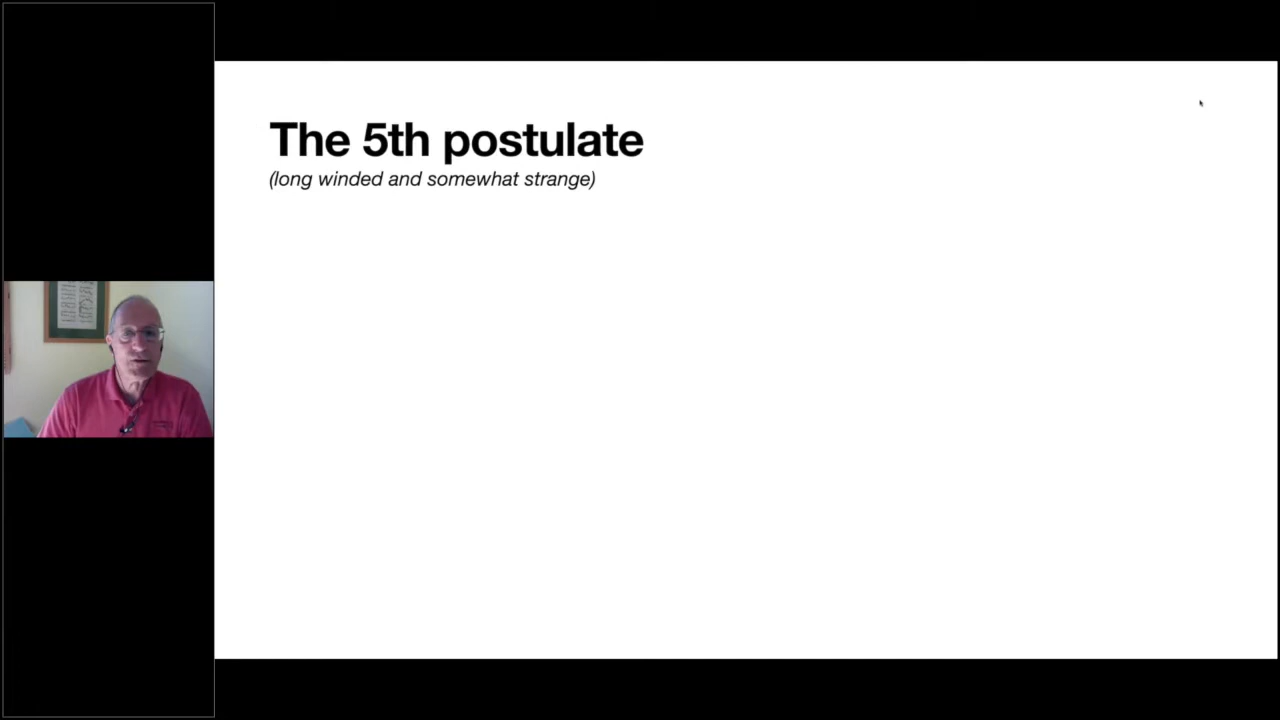 The 5th postulate
(long winded and somewhat strange)